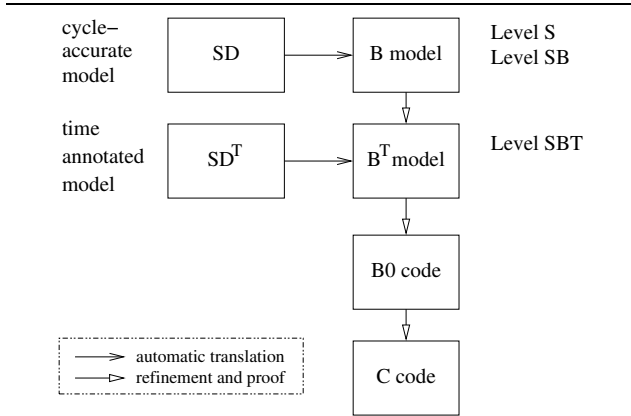 cycle–
accurate
model
SD
B model
Level S
Level SB
time
annotated
model
SD^T
B^T model
Level SBT
B0 code
automatic translation
refinement and proof
C code